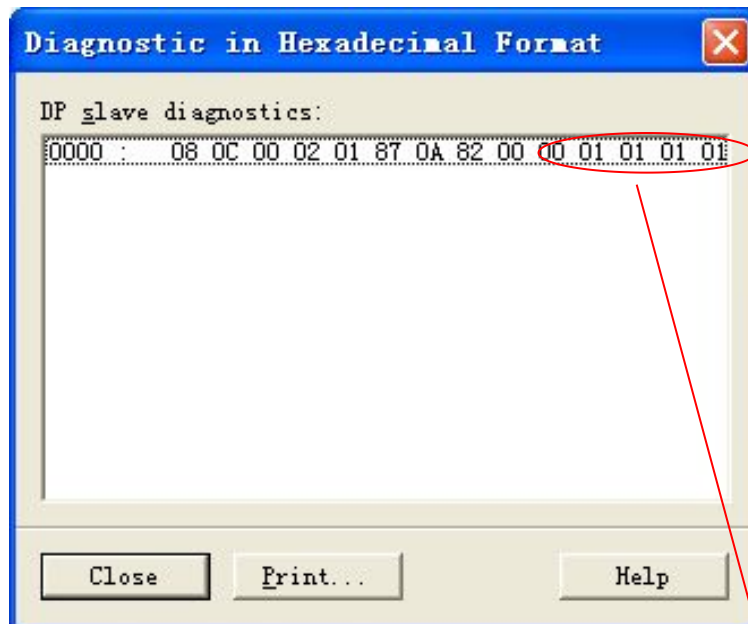 Diagnostic in Hexadecimal Format
DP slave diagnostics:
0000 : 08 0C 00 02 01 87 0A 82 00 00 01 01 01 01
Close Print... Help